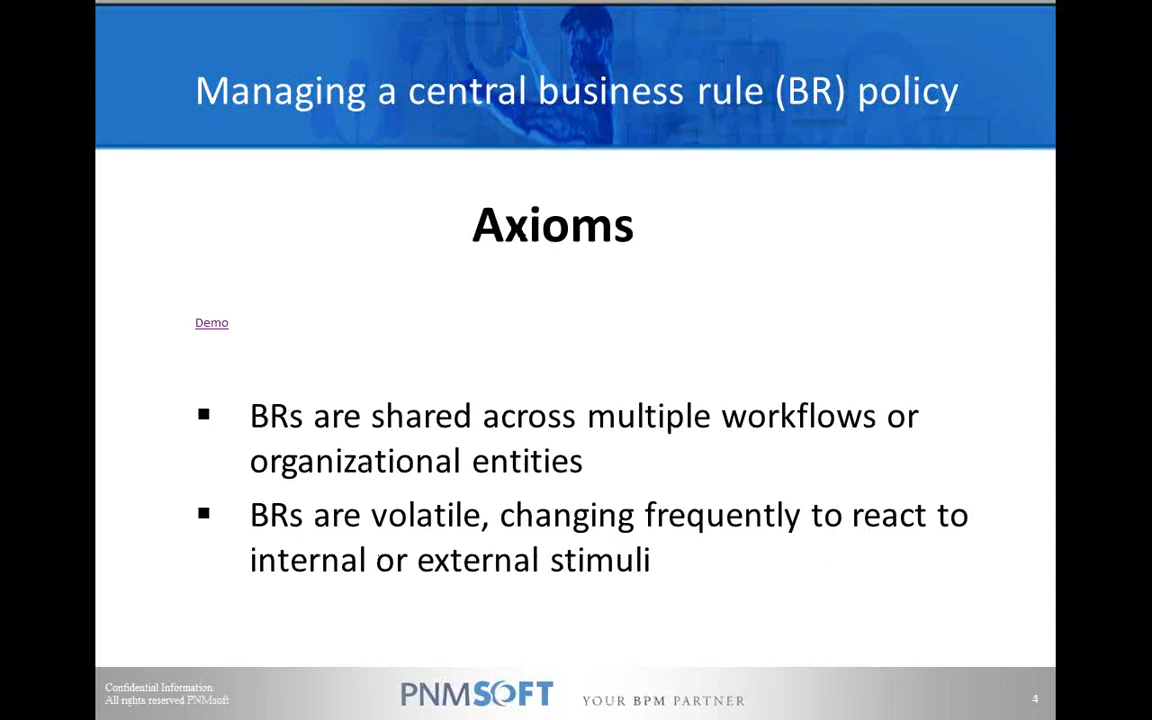 Managing a central business rule (BR) policy
Axioms
Demo
▪ BRs are shared across multiple workflows or
organizational entities
▪ BRs are volatile, changing frequently to react to
internal or external stimuli
Confidential Information.
All rights reserved PNMsoft
PNMSOFT YOUR BPM PARTNER
4